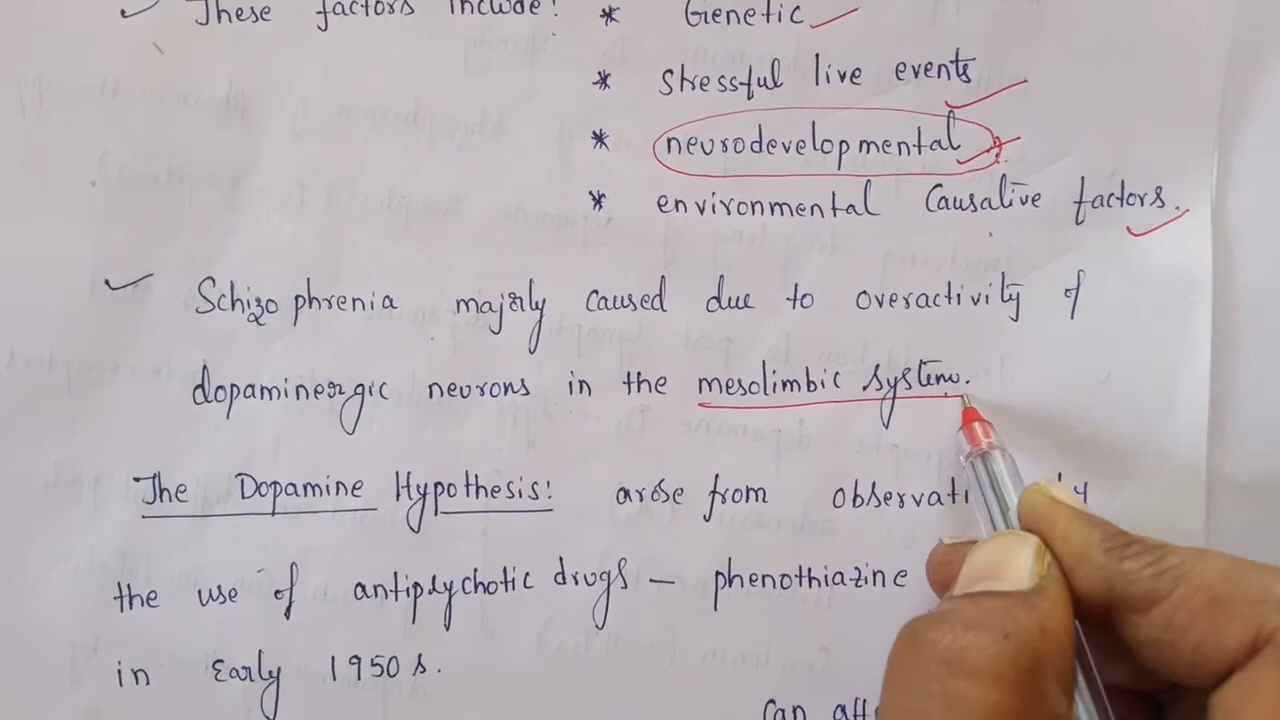 These factors include: * Genetic
* Stressful live events
* neurodevelopmental
* environmental Causative factors.
Schizophrenia majorly caused due to overactivity of
dopaminergic neurons in the mesolimbic system.
The Dopamine Hypothesis: arose from
the use of antipsychotic drugs – phenothiazine
in Early 1950s.
Can